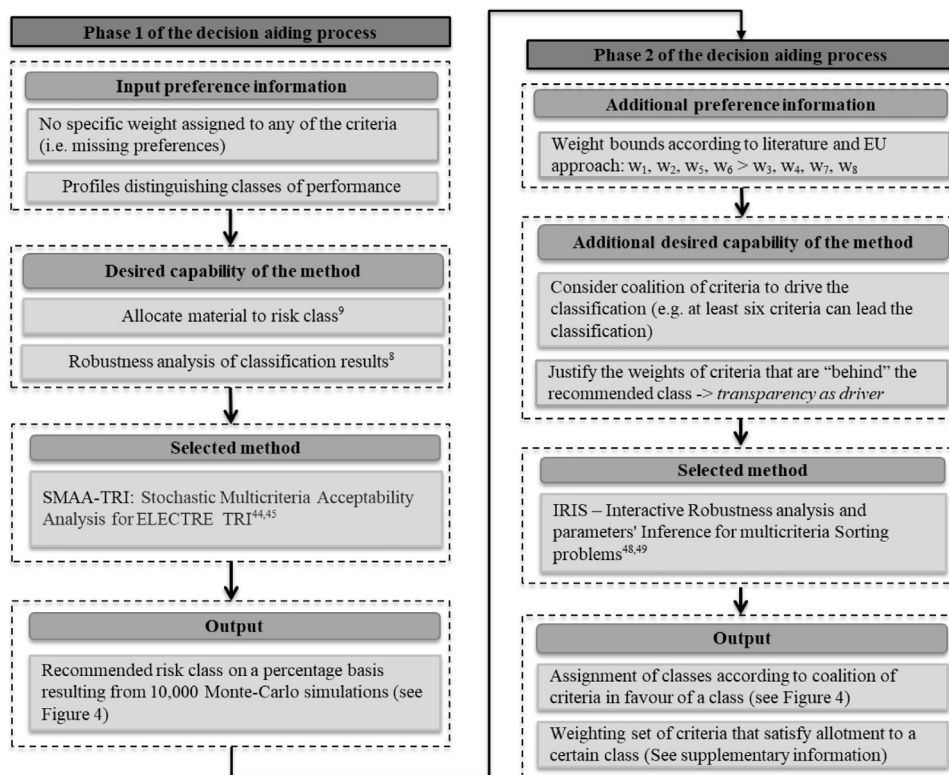 Phase 1 of the decision aiding process
Input preference information
No specific weight assigned to any of the criteria
(i.e. missing preferences)
Profiles distinguishing classes of performance
Desired capability of the method
Allocate material to risk class⁹
Robustness analysis of classification results⁸
Selected method
SMAA-TRI: Stochastic Multicriteria Acceptability
Analysis for ELECTRE TRI⁴⁴,⁴⁵
Output
Recommended risk class on a percentage basis
resulting from 10,000 Monte-Carlo simulations (see
Figure 4)
Phase 2 of the decision aiding process
Additional preference information
Weight bounds according to literature and EU
approach: w₁, w₂, w₅, w₆ > w₃, w₄, w₇, w₈
Additional desired capability of the method
Consider coalition of criteria to drive the
classification (e.g. at least six criteria can lead the
classification)
Justify the weights of criteria that are “behind” the
recommended class -> transparency as driver
Selected method
IRIS – Interactive Robustness analysis and
parameters' Inference for multicriteria Sorting
problems⁴⁸,⁴⁹
Output
Assignment of classes according to coalition of
criteria in favour of a class (see Figure 4)
Weighting set of criteria that satisfy allotment to a
certain class (See supplementary information)